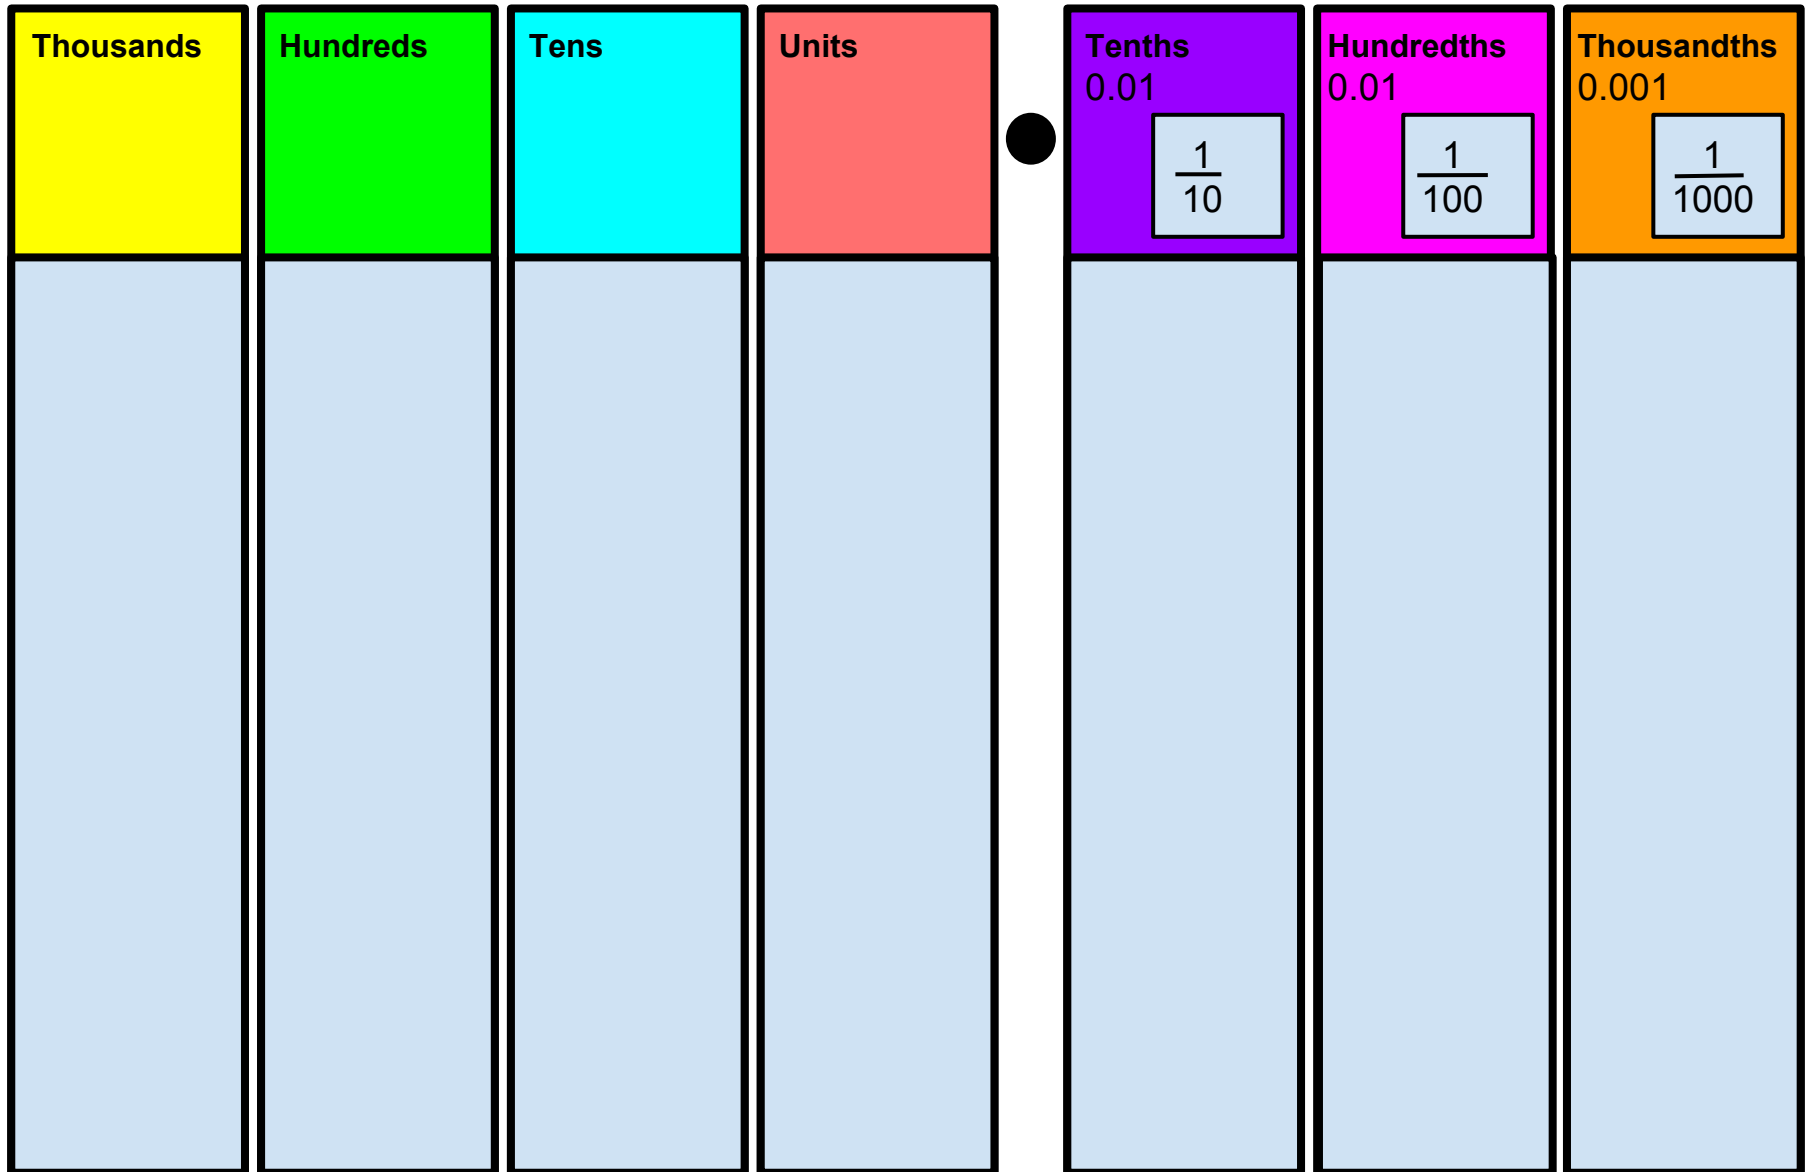 Thousands
Hundreds
Tens
Units
Tenths
0.01
1
10
Hundredths
0.01
1
100
Thousandths
0.001
1
1000